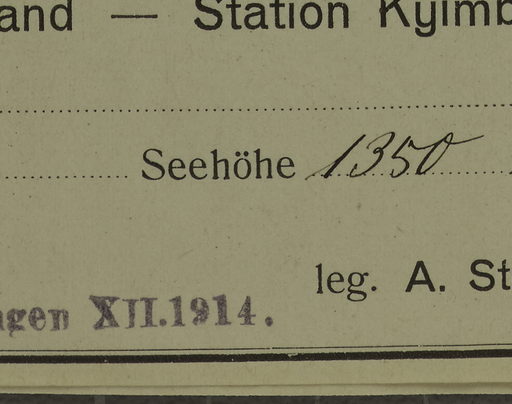 and — Station Kyimb
Seehöhe 1350
leg. A. St
gen XII.1914.